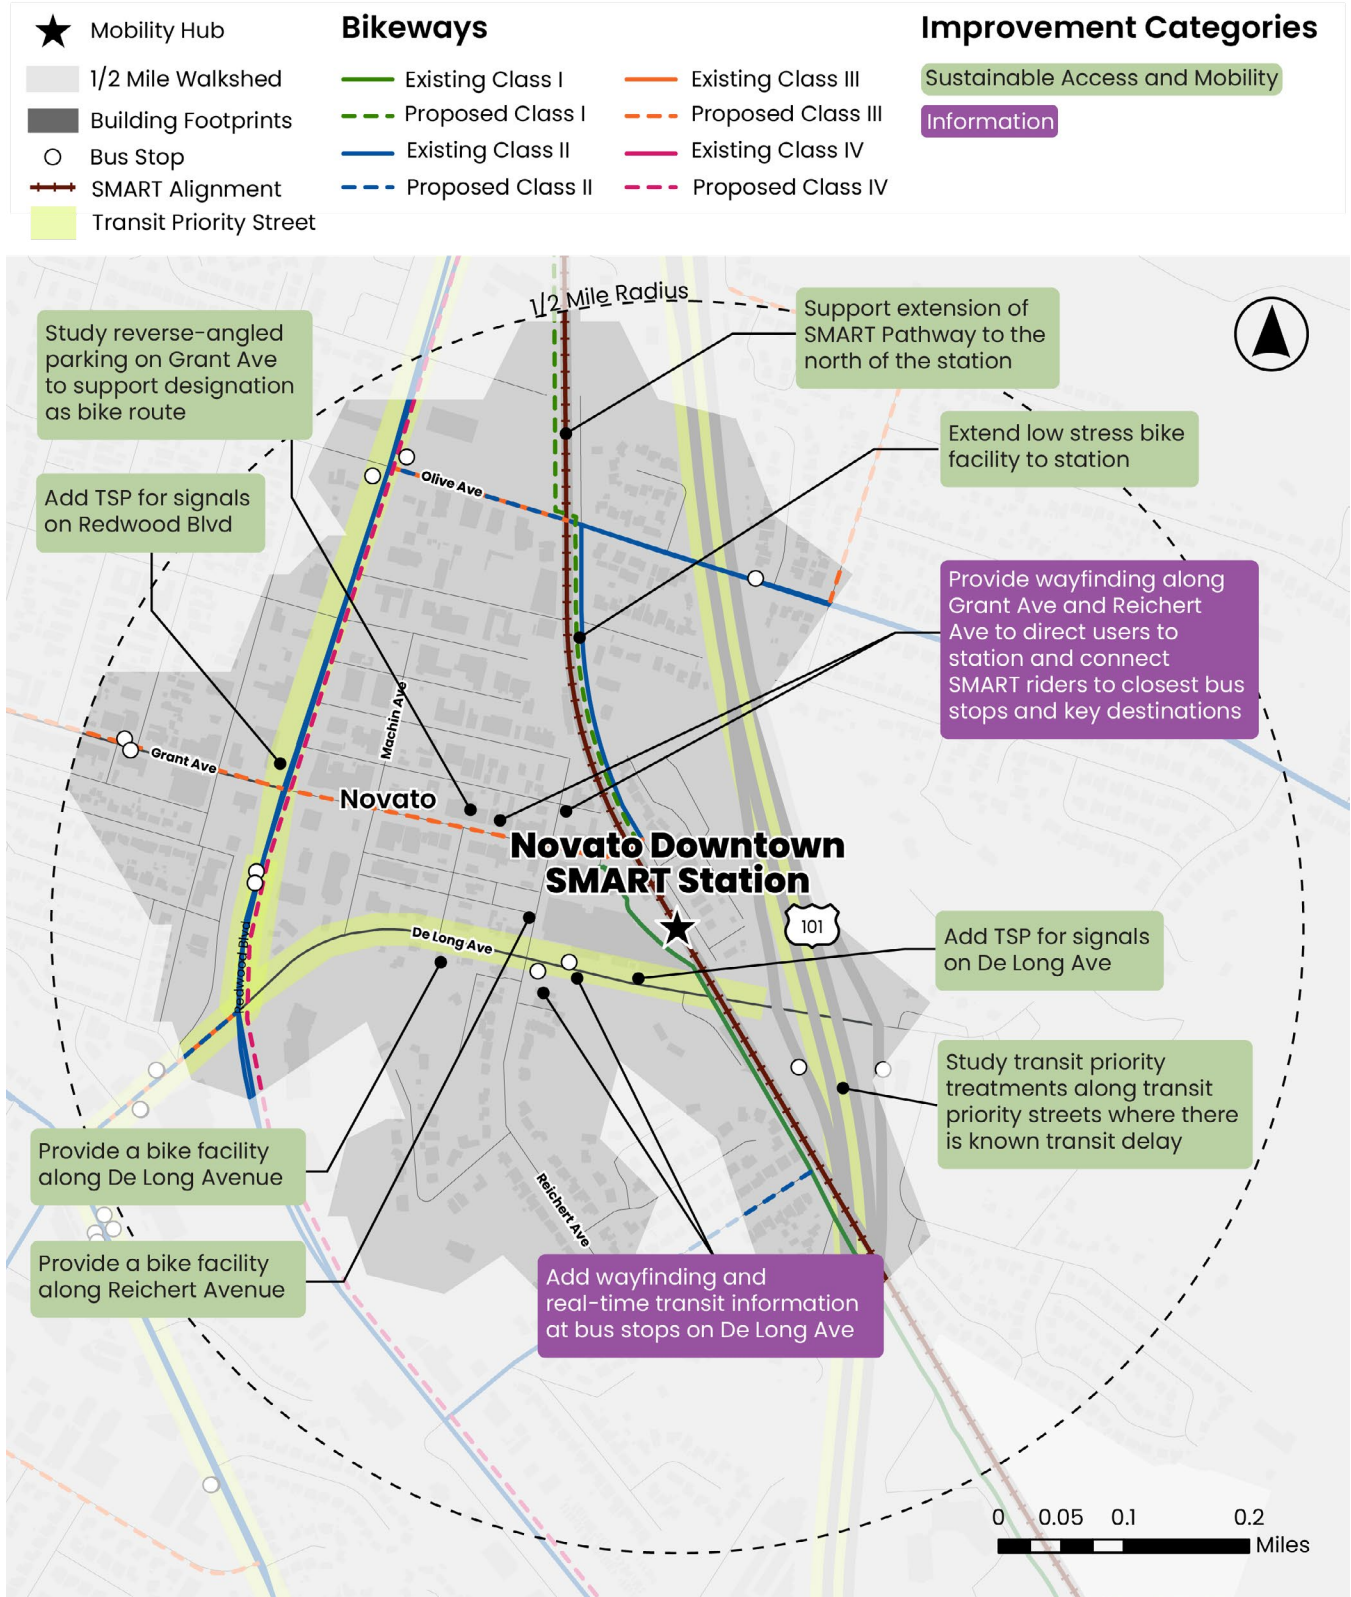 Mobility Hub
1/2 Mile Walkshed
Building Footprints
Bus Stop
SMART Alignment
Transit Priority Street
Bikeways
Existing Class I
Proposed Class I
Existing Class II
Proposed Class II
Existing Class III
Proposed Class III
Existing Class IV
Proposed Class IV
Improvement Categories
Sustainable Access and Mobility
Information
1/2 Mile Radius
Study reverse-angled
parking on Grant Ave
to support designation
as bike route
Support extension of
SMART Pathway to the
north of the station
Extend low stress bike
facility to station
Add TSP for signals
on Redwood Blvd
Olive Ave
Provide wayfinding along
Grant Ave and Reichert
Ave to direct users to
station and connect
SMART riders to closest bus
stops and key destinations
Machin Ave
Grant Ave
Novato
Novato Downtown
SMART Station
101
De Long Ave
Redwood Blvd
Add TSP for signals
on De Long Ave
Study transit priority
treatments along transit
priority streets where there
is known transit delay
Provide a bike facility
along De Long Avenue
Reichert Ave
Provide a bike facility
along Reichert Avenue
Add wayfinding and
real-time transit information
at bus stops on De Long Ave
0 0.05 0.1 0.2
Miles